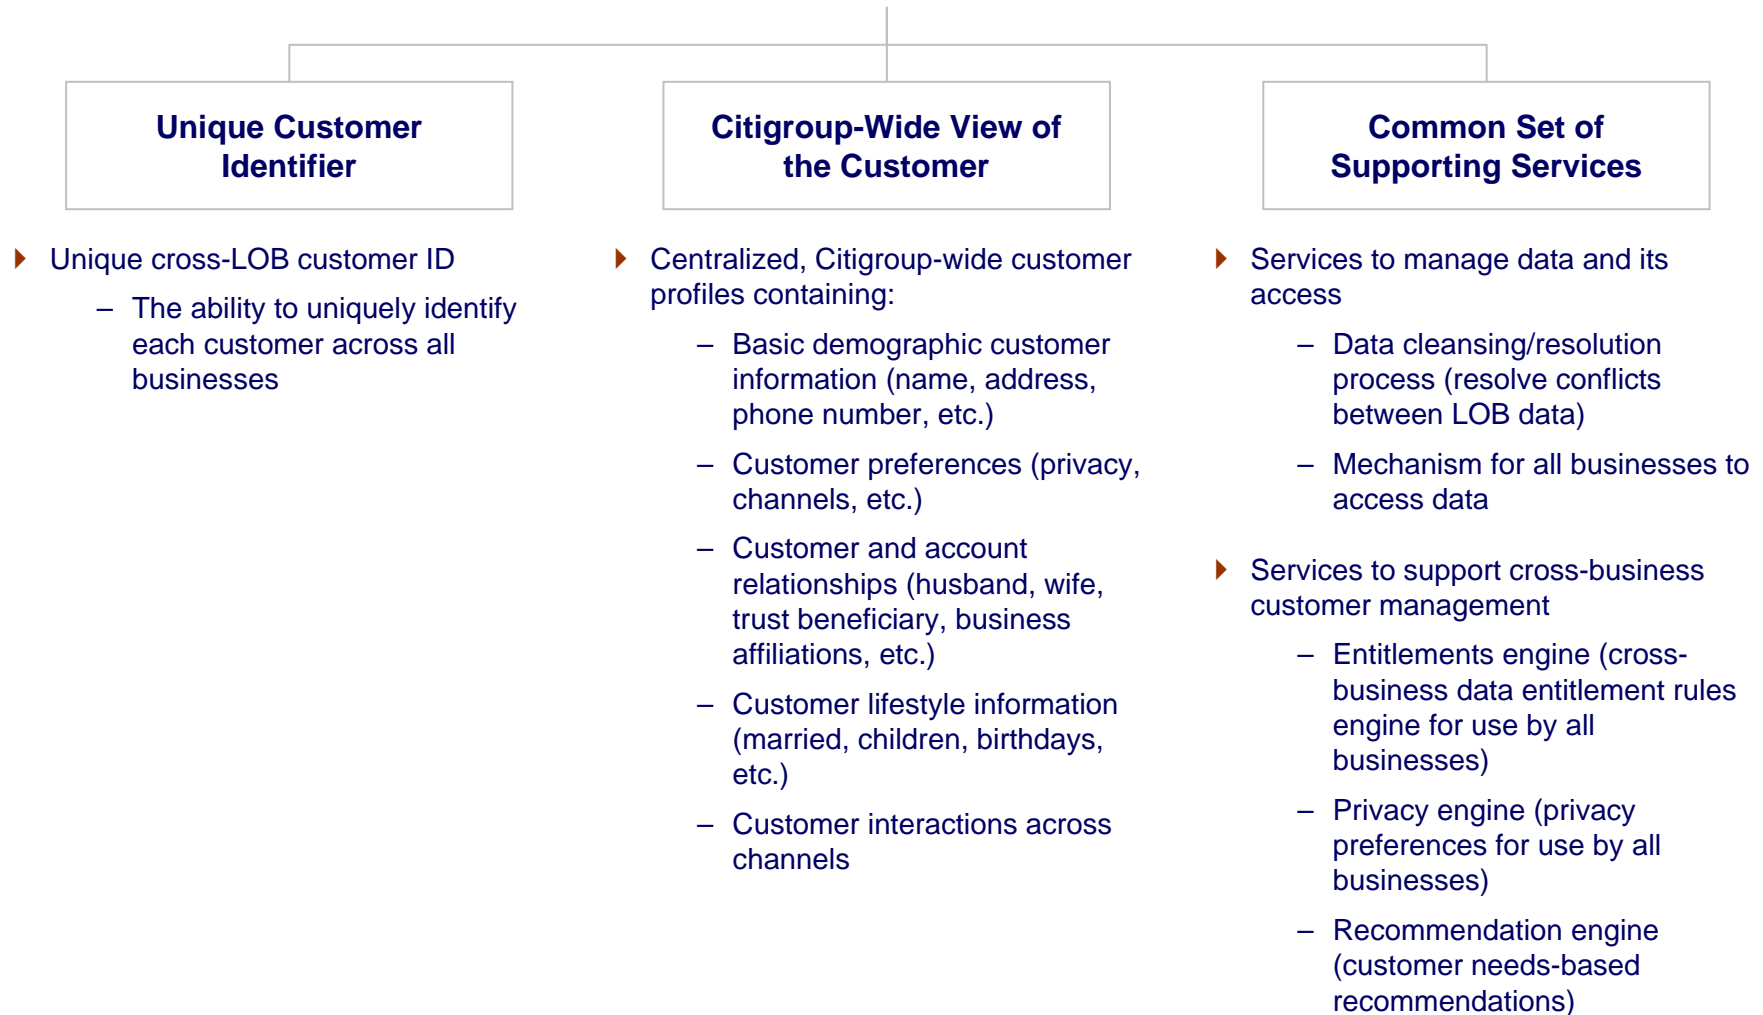 Unique Customer
Identifier
Unique cross-LOB customer ID
– The ability to uniquely identify
each customer across all
businesses
Citigroup-Wide View of
the Customer
Centralized, Citigroup-wide customer
profiles containing:
– Basic demographic customer
information (name, address,
phone number, etc.)
– Customer preferences (privacy,
channels, etc.)
– Customer and account
relationships (husband, wife,
trust beneficiary, business
affiliations, etc.)
– Customer lifestyle information
(married, children, birthdays,
etc.)
– Customer interactions across
channels
Common Set of
Supporting Services
Services to manage data and its
access
– Data cleansing/resolution
process (resolve conflicts
between LOB data)
– Mechanism for all businesses to
access data
Services to support cross-business
customer management
– Entitlements engine (cross-
business data entitlement rules
engine for use by all
businesses)
– Privacy engine (privacy
preferences for use by all
businesses)
– Recommendation engine
(customer needs-based
recommendations)